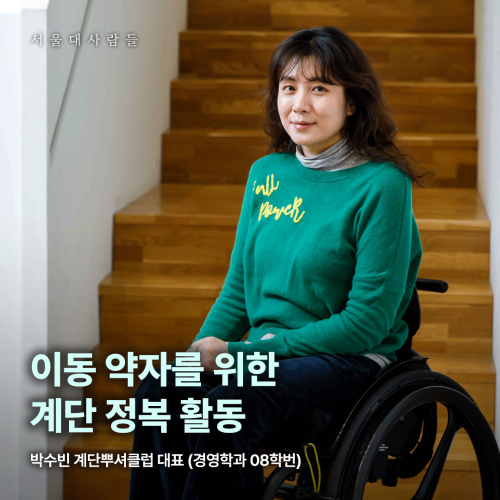 서울대사람들
full
power
이동 약자를 위한
계단 정복 활동
박수빈 계단뿌셔클럽 대표 (경영학과 08학번)